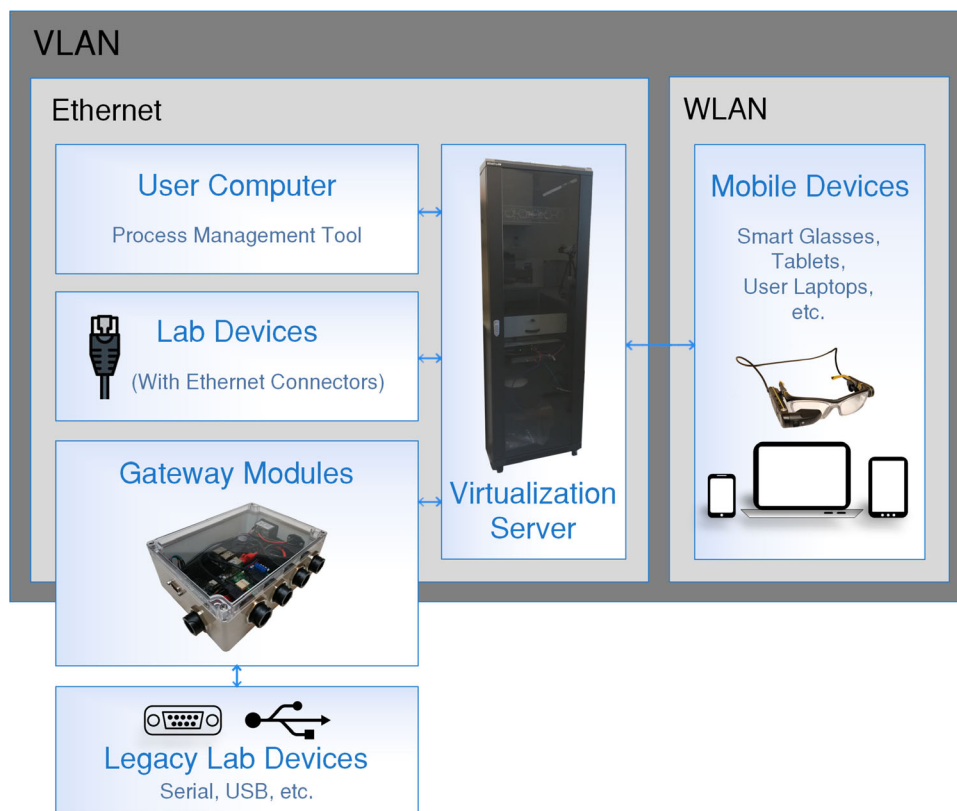 VLAN
Ethernet
User Computer
Process Management Tool
Lab Devices
(With Ethernet Connectors)
Gateway Modules
Virtualization
Server
Legacy Lab Devices
Serial, USB, etc.
WLAN
Mobile Devices
Smart Glasses,
Tablets,
User Laptops,
etc.